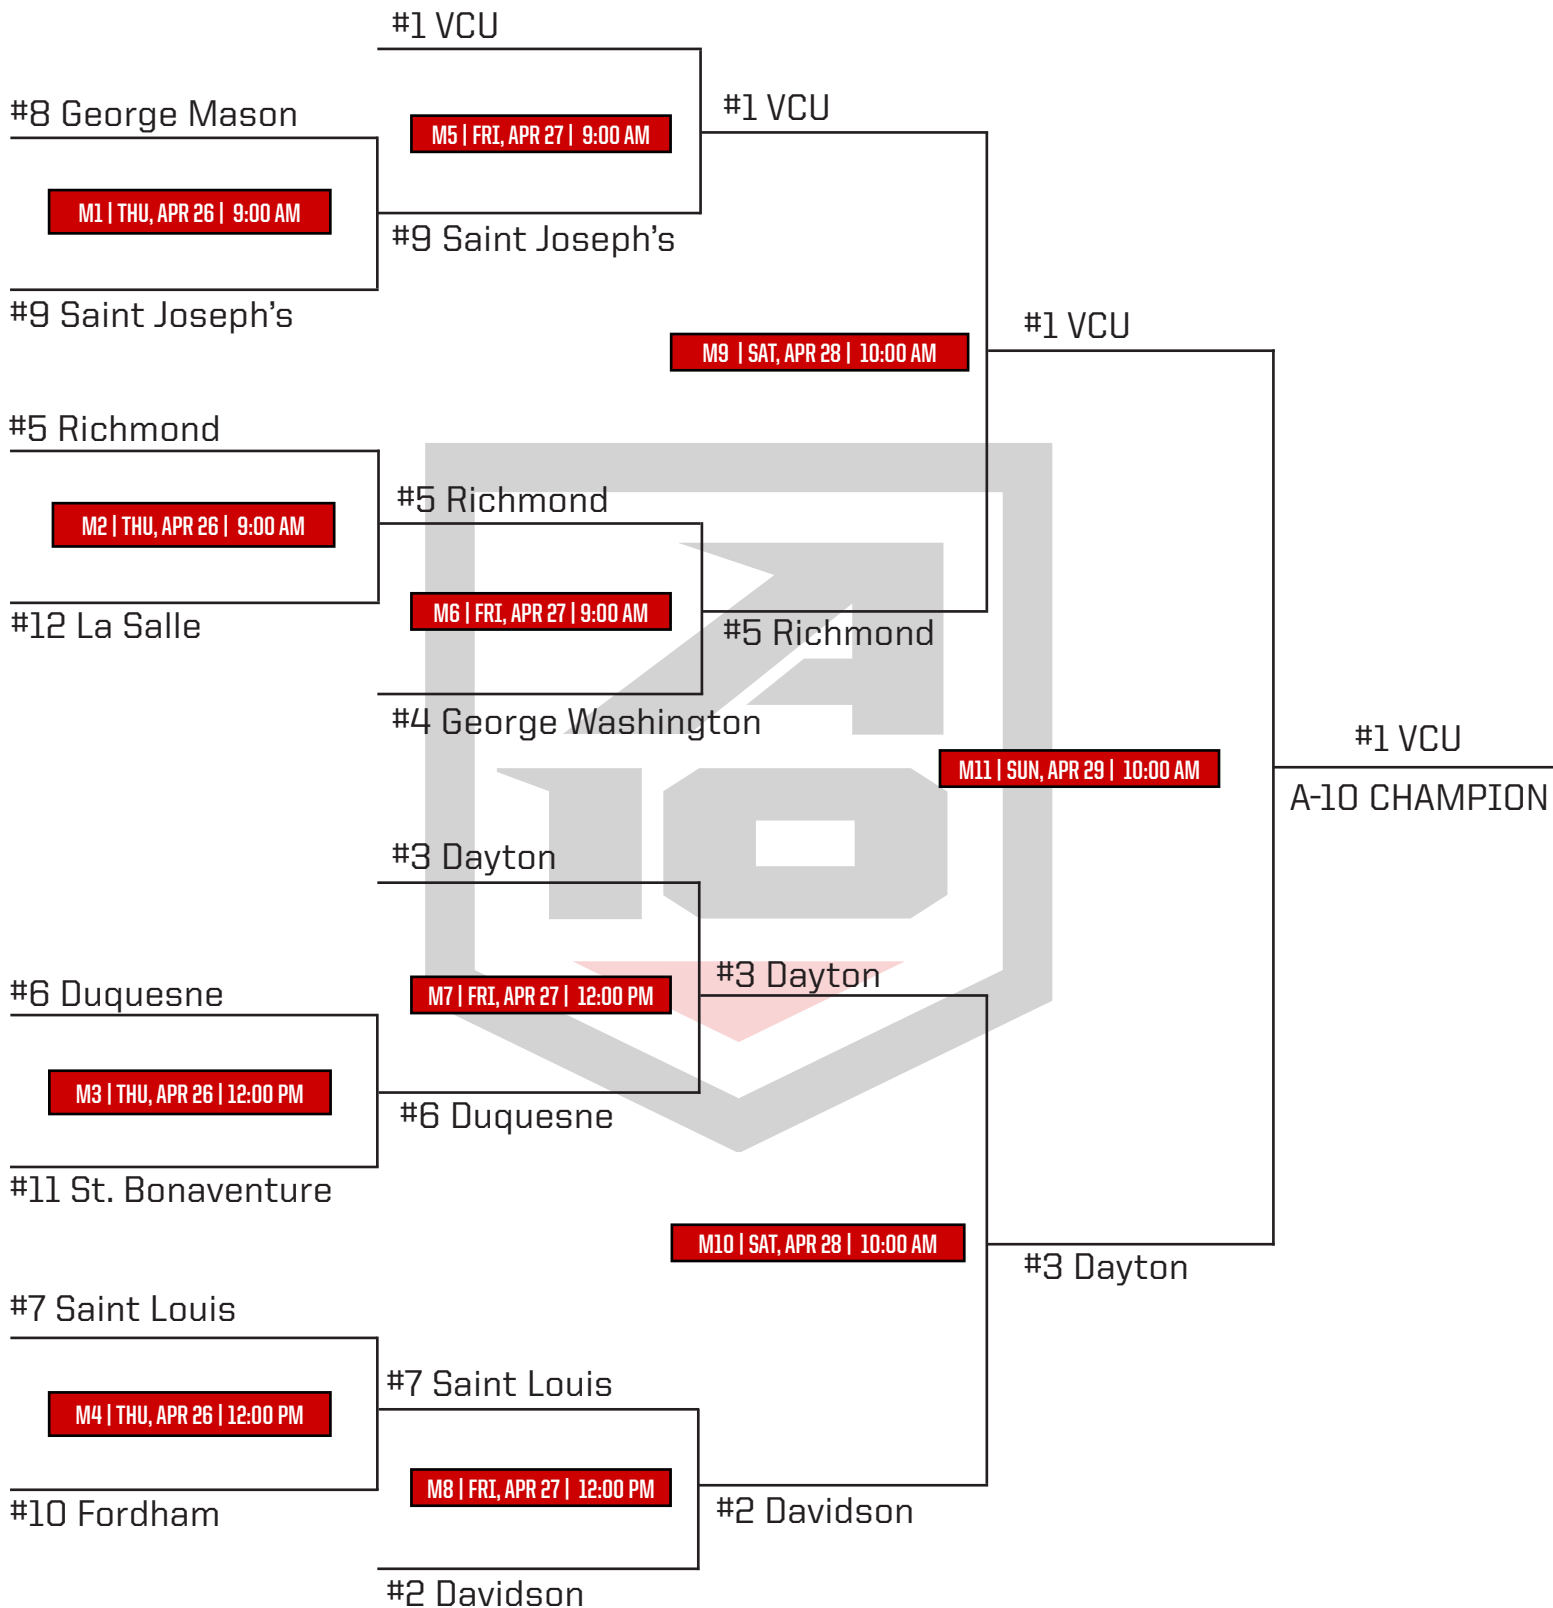 #1 VCU
#8 George Mason
#1 VCU
M5 | FRI, APR 27 | 9:00 AM
M1 | THU, APR 26 | 9:00 AM
#9 Saint Joseph's
#9 Saint Joseph's
#1 VCU
M9 | SAT, APR 28 | 10:00 AM
#5 Richmond
#5 Richmond
M2 | THU, APR 26 | 9:00 AM
M6 | FRI, APR 27 | 9:00 AM
#12 La Salle
#5 Richmond
#4 George Washington
#1 VCU
M11 | SUN, APR 29 | 10:00 AM
A-10 CHAMPION
#3 Dayton
#3 Dayton
#6 Duquesne
M7 | FRI, APR 27 | 12:00 PM
M3 | THU, APR 26 | 12:00 PM
#6 Duquesne
#11 St. Bonaventure
M10 | SAT, APR 28 | 10:00 AM
#3 Dayton
#7 Saint Louis
#7 Saint Louis
M4 | THU, APR 26 | 12:00 PM
M8 | FRI, APR 27 | 12:00 PM
#10 Fordham
#2 Davidson
#2 Davidson
A10